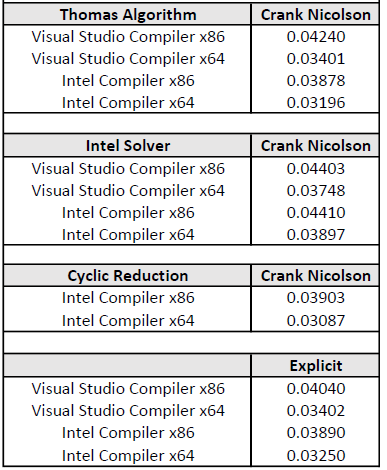 Thomas Algorithm Crank Nicolson
Visual Studio Compiler x86 0.04240
Visual Studio Compiler x64 0.03401
Intel Compiler x86 0.03878
Intel Compiler x64 0.03196
Intel Solver Crank Nicolson
Visual Studio Compiler x86 0.04403
Visual Studio Compiler x64 0.03748
Intel Compiler x86 0.04410
Intel Compiler x64 0.03897
Cyclic Reduction Crank Nicolson
Intel Compiler x86 0.03903
Intel Compiler x64 0.03087
Explicit
Visual Studio Compiler x86 0.04040
Visual Studio Compiler x64 0.03402
Intel Compiler x86 0.03890
Intel Compiler x64 0.03250